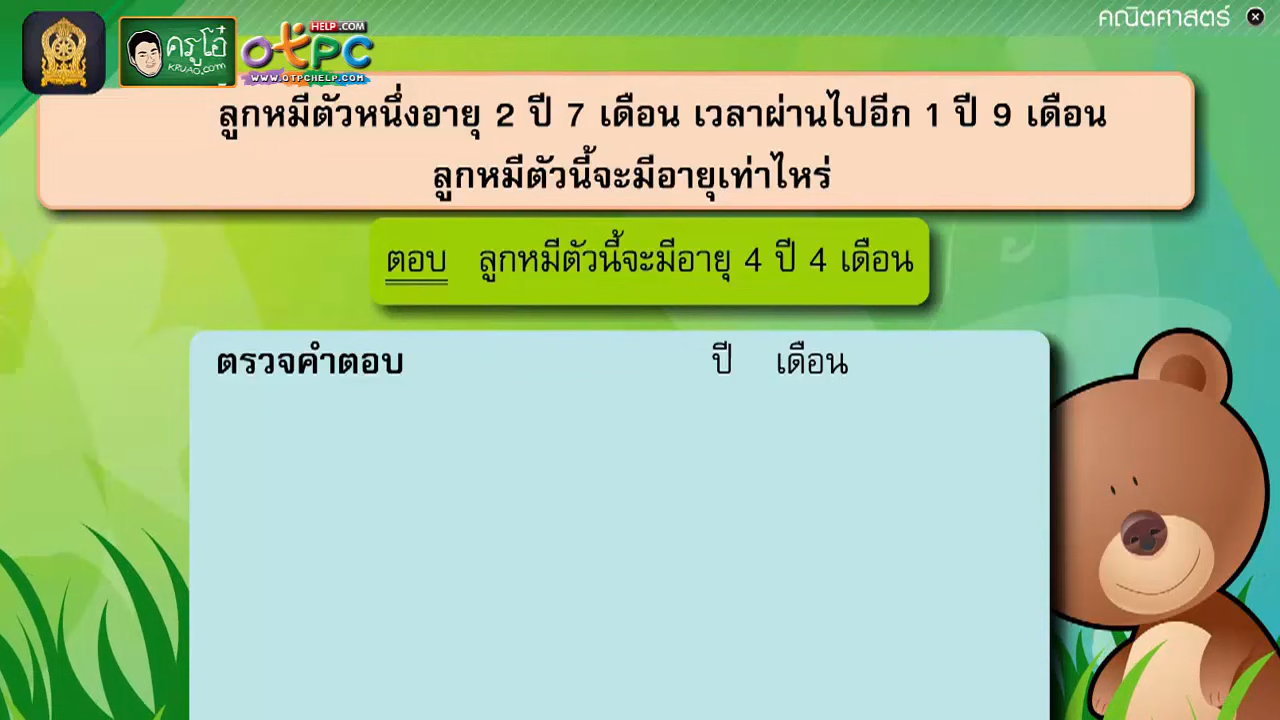 คณิตศาสตร์
ครูโอ๋
KRUAO.COM
HELP.COM
OTPC
WWW.OTPCHELP.COM
ลูกหมีตัวหนึ่งอายุ 2 ปี 7 เดือน เวลาผ่านไปอีก 1 ปี 9 เดือน
ลูกหมีตัวนี้จะมีอายุเท่าไหร่
ตอบ ลูกหมีตัวนี้จะมีอายุ 4 ปี 4 เดือน
ตรวจคำตอบ ปี เดือน